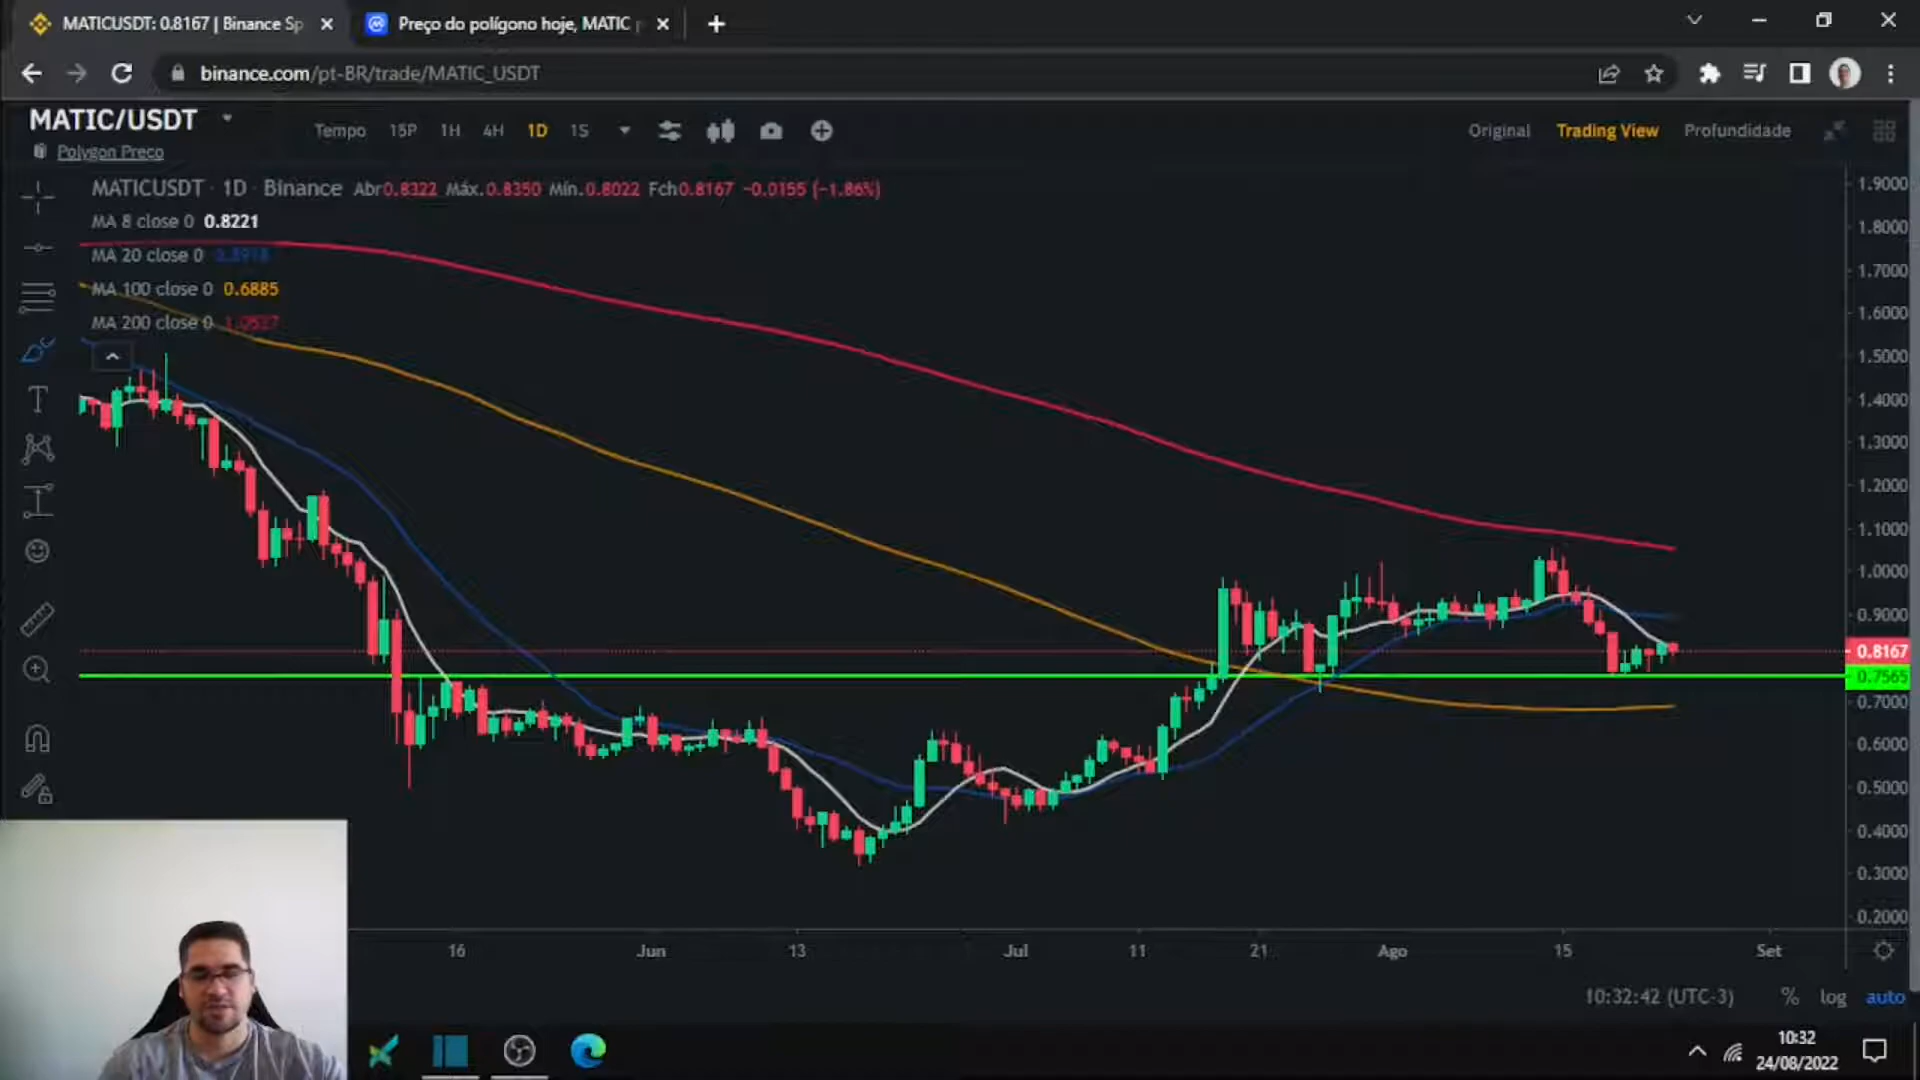 MATICUSDT: 0.8167 | Binance Sp
Preço do polígono hoje, MATIC
binance.com/pt-BR/trade/MATIC_USDT
MATIC/USDT
Polygon Preço
Tempo 15P 1H 4H 1D 1S
Original Trading View Profundidade
MATICUSDT · 1D · Binance Abr0.8322 Máx.0.8350 Mín.0.8022 Fch0.8167 -0.0155 (-1.86%)
MA 8 close 0 0.8221
MA 20 close 0
MA 100 close 0 0.6885
MA 200 close 0 1.0527
1.9000
1.8000
1.7000
1.6000
1.5000
1.4000
1.3000
1.2000
1.1000
1.0000
0.9000
0.8167
0.7565
0.7000
0.6000
0.5000
0.4000
0.3000
0.2000
16 Jun 13 Jul 11 21 Ago 15 Set
10:32:42 (UTC-3) % log auto
10:32
24/08/2022